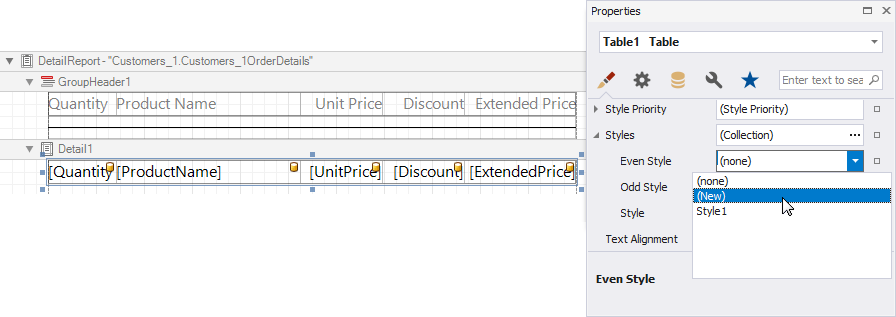 DetailReport - "Customers_1.Customers_1OrderDetails"
GroupHeader1
Quantity Product Name Unit Price Discount Extended Price
Detail1
[Quantity [ProductName] [UnitPrice] [Discount] [ExtendedPrice]
Properties
Table1 Table
Enter text to sea
Style Priority (Style Priority)
Styles (Collection) ...
Even Style (none)
(none)
Odd Style
(New)
Style
Style1
Text Alignment
Even Style